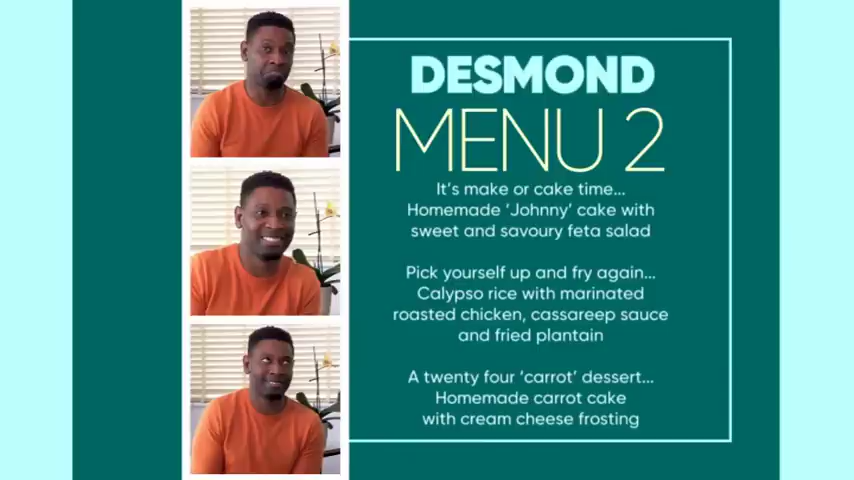 DESMOND
MENU 2
It's make or cake time...
Homemade 'Johnny' cake with
sweet and savoury feta salad
Pick yourself up and fry again...
Calypso rice with marinated
roasted chicken, cassareep sauce
and fried plantain
A twenty four 'carrot' dessert...
Homemade carrot cake
with cream cheese frosting